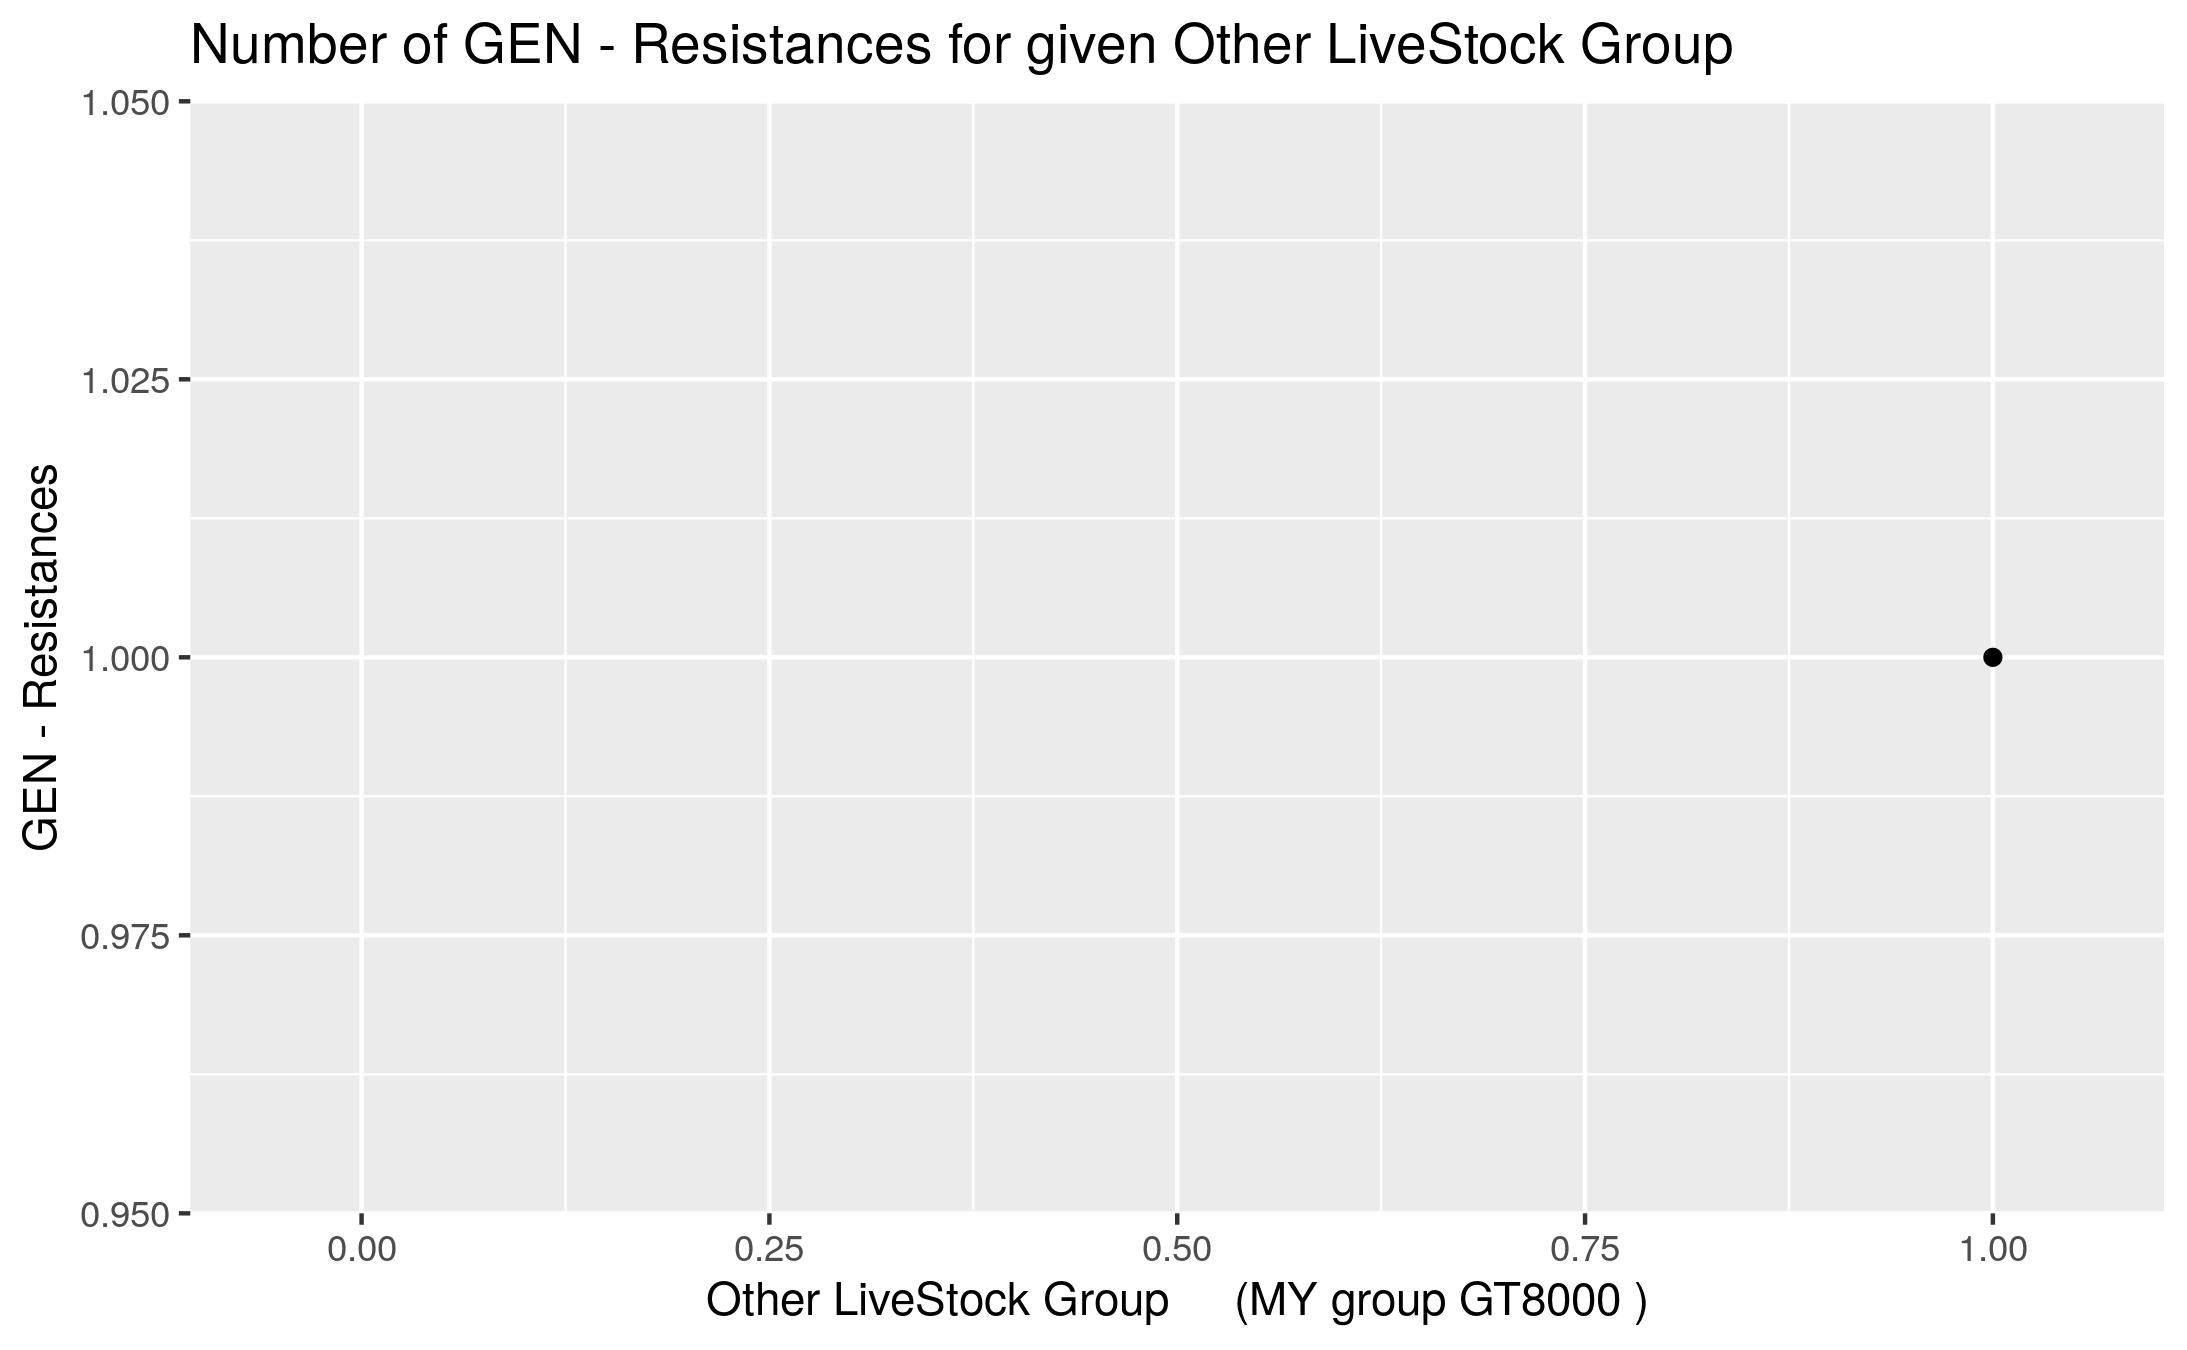 Number of GEN - Resistances for given Other LiveStock Group
1.050
1.025
1.000
0.975
0.950
GEN - Resistances
0.00 0.25 0.50 0.75 1.00
Other LiveStock Group (MY group GT8000 )